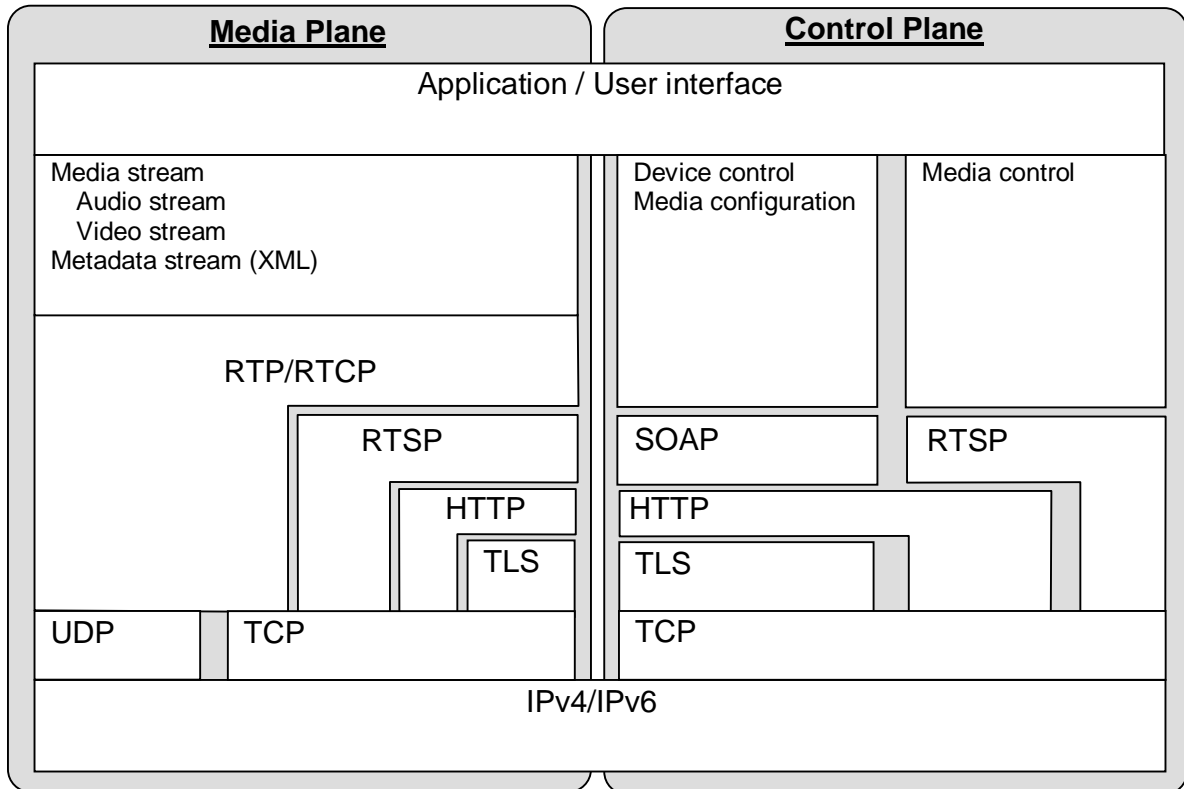 Media Plane
Control Plane
Application / User interface
Media stream
Audio stream
Video stream
Metadata stream (XML)
Device control
Media configuration
Media control
RTP/RTCP
RTSP
SOAP
RTSP
HTTP
HTTP
TLS
TLS
UDP
TCP
TCP
IPv4/IPv6